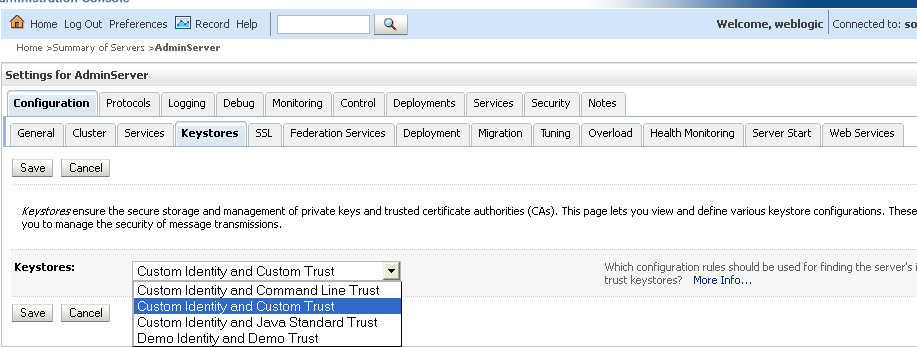 Home Log Out Preferences Record Help
Welcome, weblogic Connected to: so
Home >Summary of Servers >AdminServer
Settings for AdminServer
Configuration Protocols Logging Debug Monitoring Control Deployments Services Security Notes
General Cluster Services Keystores SSL Federation Services Deployment Migration Tuning Overload Health Monitoring Server Start Web Services
Save Cancel
Keystores ensure the secure storage and management of private keys and trusted certificate authorities (CAs). This page lets you view and define various keystore configurations. These
you to manage the security of message transmissions.
Keystores:
Custom Identity and Custom Trust
Custom Identity and Command Line Trust
Custom Identity and Custom Trust
Custom Identity and Java Standard Trust
Demo Identity and Demo Trust
Which configuration rules should be used for finding the server's i
trust keystores? More Info...
Save Cancel